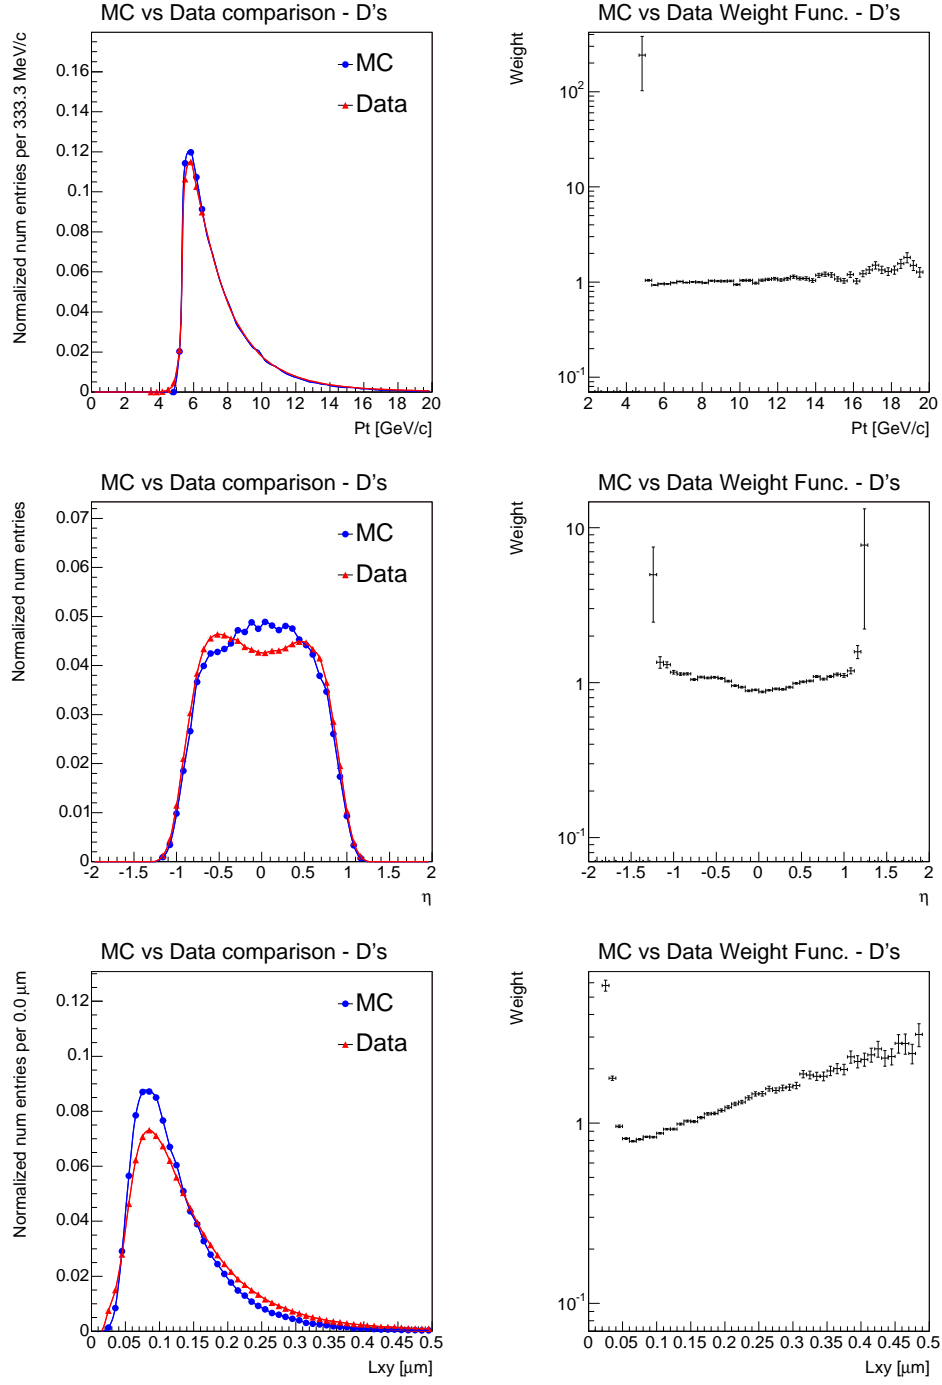 MC vs Data comparison - D's
Normalized num entries per 333.3 MeV/c
0.16
0.14
0.12
0.1
0.08
0.06
0.04
0.02
0
MC
Data
0 2 4 6 8 10 12 14 16 18 20
Pt [GeV/c]
MC vs Data Weight Func. - D's
Weight
10²
10
1
10⁻¹
2 4 6 8 10 12 14 16 18 20
Pt [GeV/c]
MC vs Data comparison - D's
Normalized num entries
0.07
0.06
0.05
0.04
0.03
0.02
0.01
0
MC
Data
-2 -1.5 -1 -0.5 0 0.5 1 1.5 2
η
MC vs Data Weight Func. - D's
Weight
10
1
10⁻¹
-2 -1.5 -1 -0.5 0 0.5 1 1.5 2
η
MC vs Data comparison - D's
Normalized num entries per 0.0 μm
0.12
0.1
0.08
0.06
0.04
0.02
0
MC
Data
0 0.05 0.1 0.15 0.2 0.25 0.3 0.35 0.4 0.45 0.5
Lxy [μm]
MC vs Data Weight Func. - D's
Weight
1
10⁻¹
0 0.05 0.1 0.15 0.2 0.25 0.3 0.35 0.4 0.45 0.5
Lxy [μm]